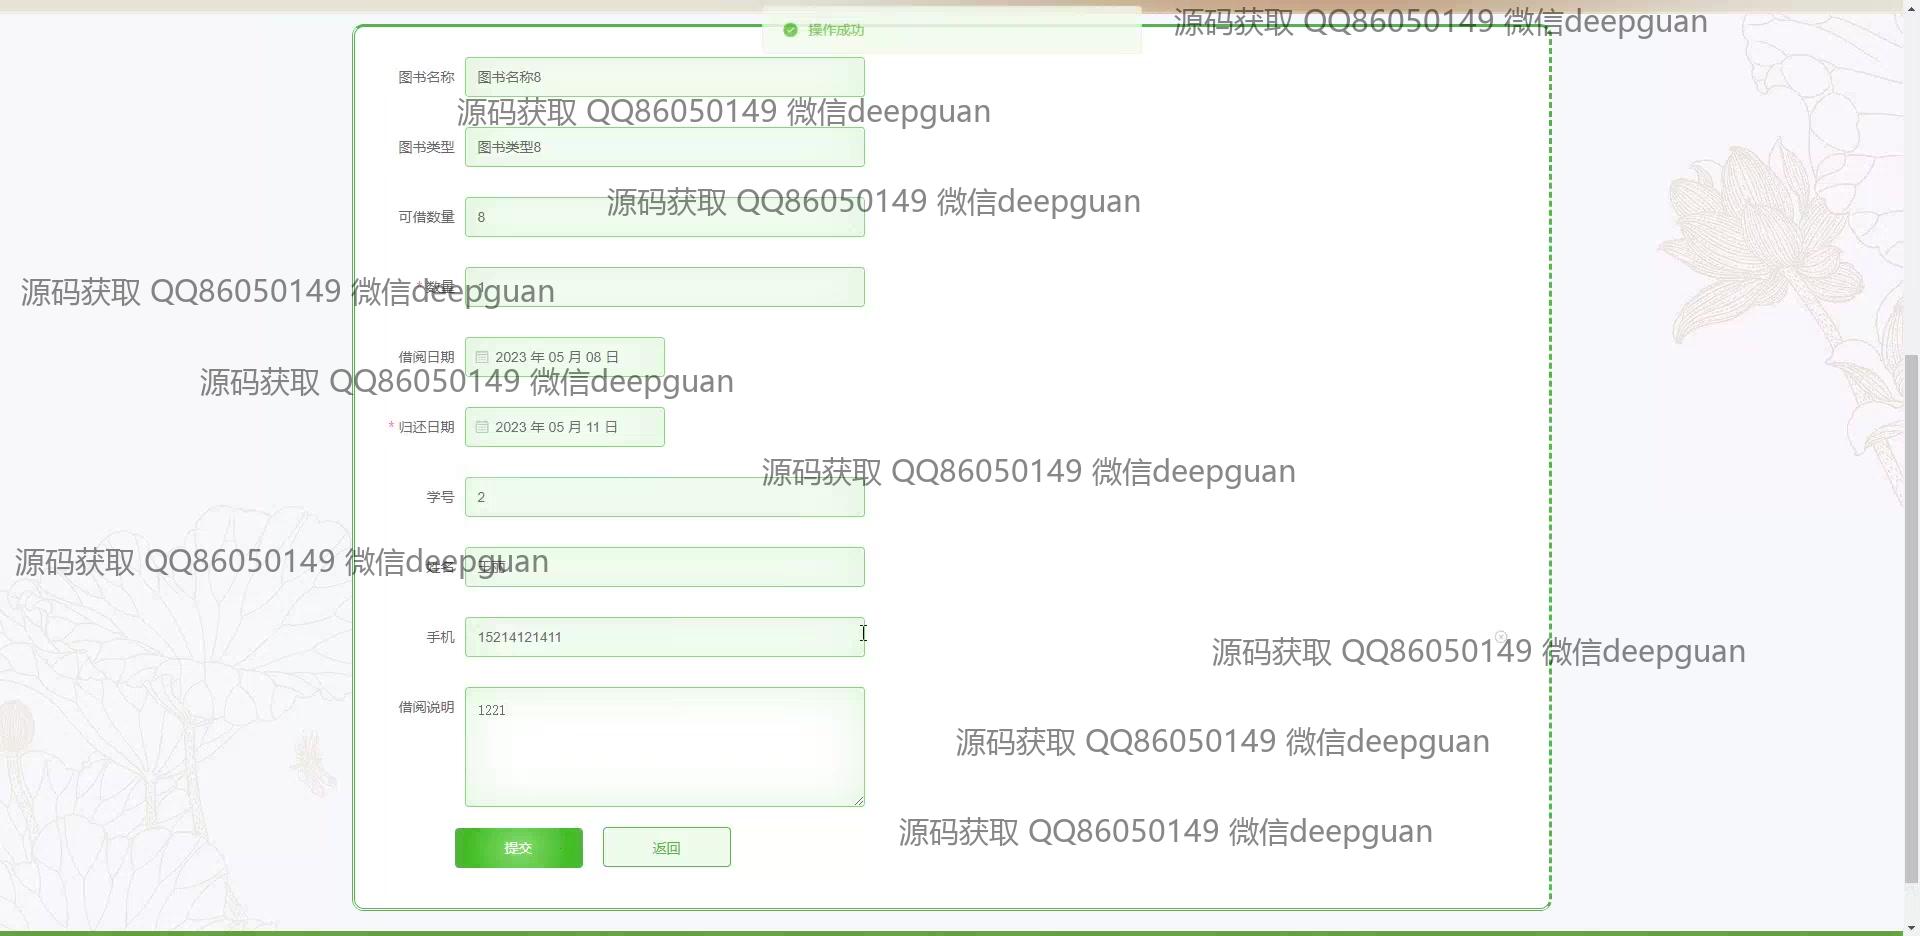 操作成功
源码获取 QQ86050149 微信deepguan
图书名称 图书名称8
源码获取 QQ86050149 微信deepguan
图书类型 图书类型8
源码获取 QQ86050149 微信deepguan
可借数量 8
源码获取 QQ86050149 微信deepguan
* 数量 1
借阅日期 2023 年 05 月 08 日
源码获取 QQ86050149 微信deepguan
* 归还日期 2023 年 05 月 11 日
源码获取 QQ86050149 微信deepguan
学号 2
源码获取 QQ86050149 微信deepguan
姓名 王丽
手机 15214121411
源码获取 QQ86050149 微信deepguan
借阅说明 1221
源码获取 QQ86050149 微信deepguan
源码获取 QQ86050149 微信deepguan
提交 返回